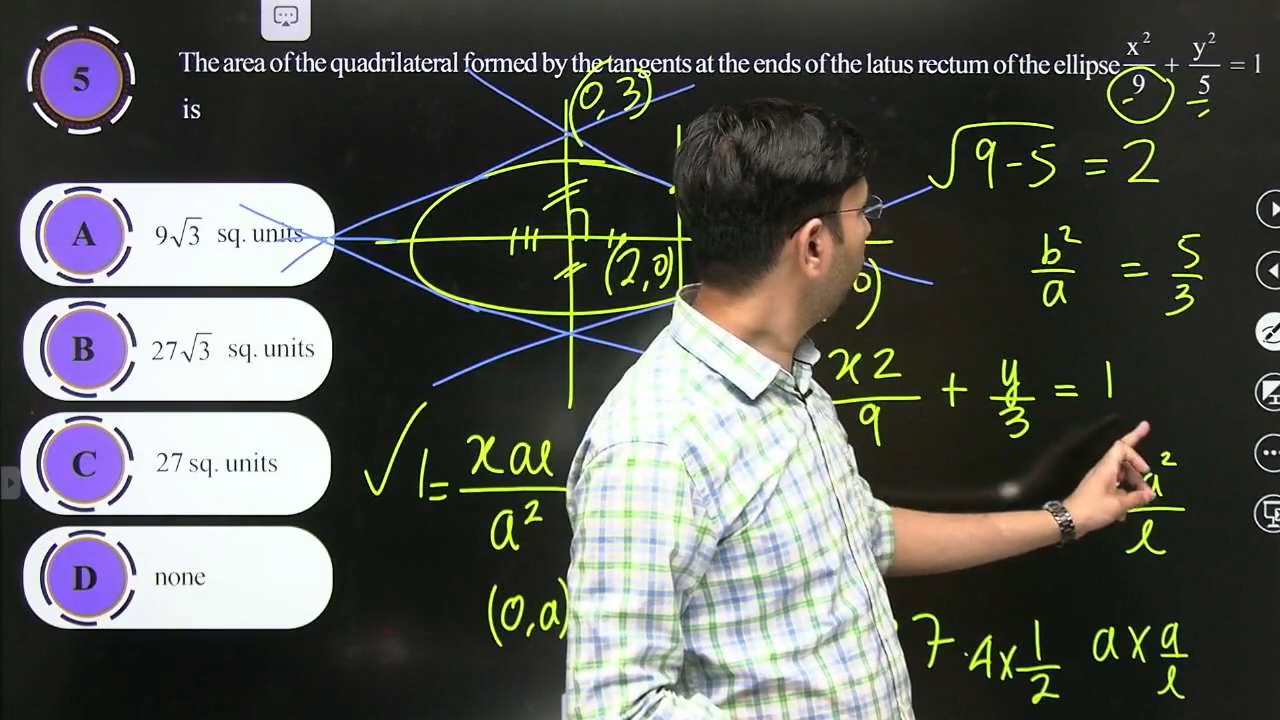 5
The area of the quadrilateral formed by the tangents at the ends of the latus rectum of the ellipse x²/9 + y²/5 = 1
is
A 9√3 sq. units
B 27√3 sq. units
C 27 sq. units
D none
(0, 3)
(2, 0)
0)
√9-5 = 2
b²/a = 5/3
x2/9 + y/3 = 1
1 = xae/a²
(0, a)
a²/e
7 · 4 x 1/2 a x a/e